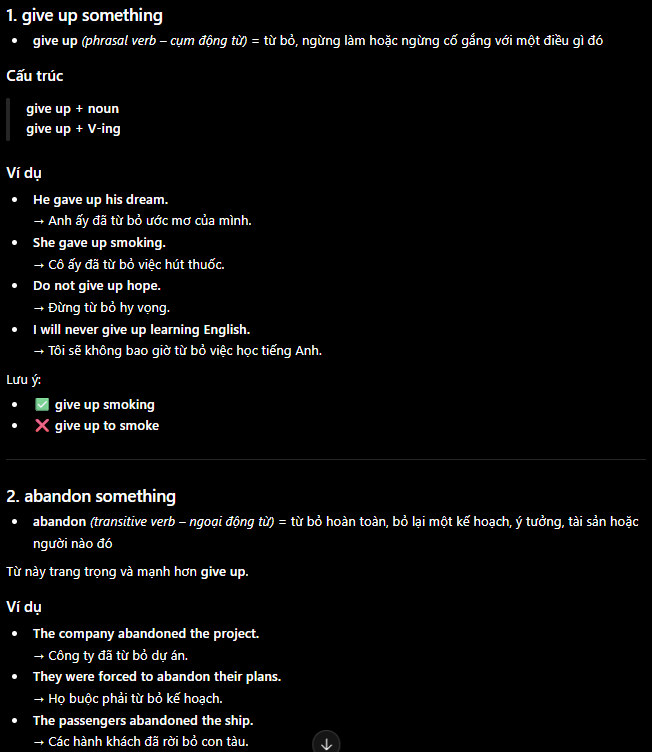 1. give up something
• give up (phrasal verb – cụm động từ) = từ bỏ, ngừng làm hoặc ngừng cố gắng với một điều gì đó
Cấu trúc
give up + noun
give up + V-ing
Ví dụ
• He gave up his dream.
→ Anh ấy đã từ bỏ ước mơ của mình.
• She gave up smoking.
→ Cô ấy đã từ bỏ việc hút thuốc.
• Do not give up hope.
→ Đừng từ bỏ hy vọng.
• I will never give up learning English.
→ Tôi sẽ không bao giờ từ bỏ việc học tiếng Anh.
Lưu ý:
• ✅ give up smoking
• ❌ give up to smoke
2. abandon something
• abandon (transitive verb – ngoại động từ) = từ bỏ hoàn toàn, bỏ lại một kế hoạch, ý tưởng, tài sản hoặc
người nào đó
Từ này trang trọng và mạnh hơn give up.
Ví dụ
• The company abandoned the project.
→ Công ty đã từ bỏ dự án.
• They were forced to abandon their plans.
→ Họ buộc phải từ bỏ kế hoạch.
• The passengers abandoned the ship.
→ Các hành khách đã rời bỏ con tàu.